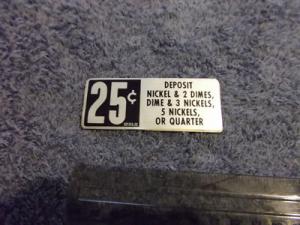 25¢
DEPOSIT
NICKEL & 2 DIMES,
DIME & 3 NICKELS,
5 NICKELS,
OR QUARTER